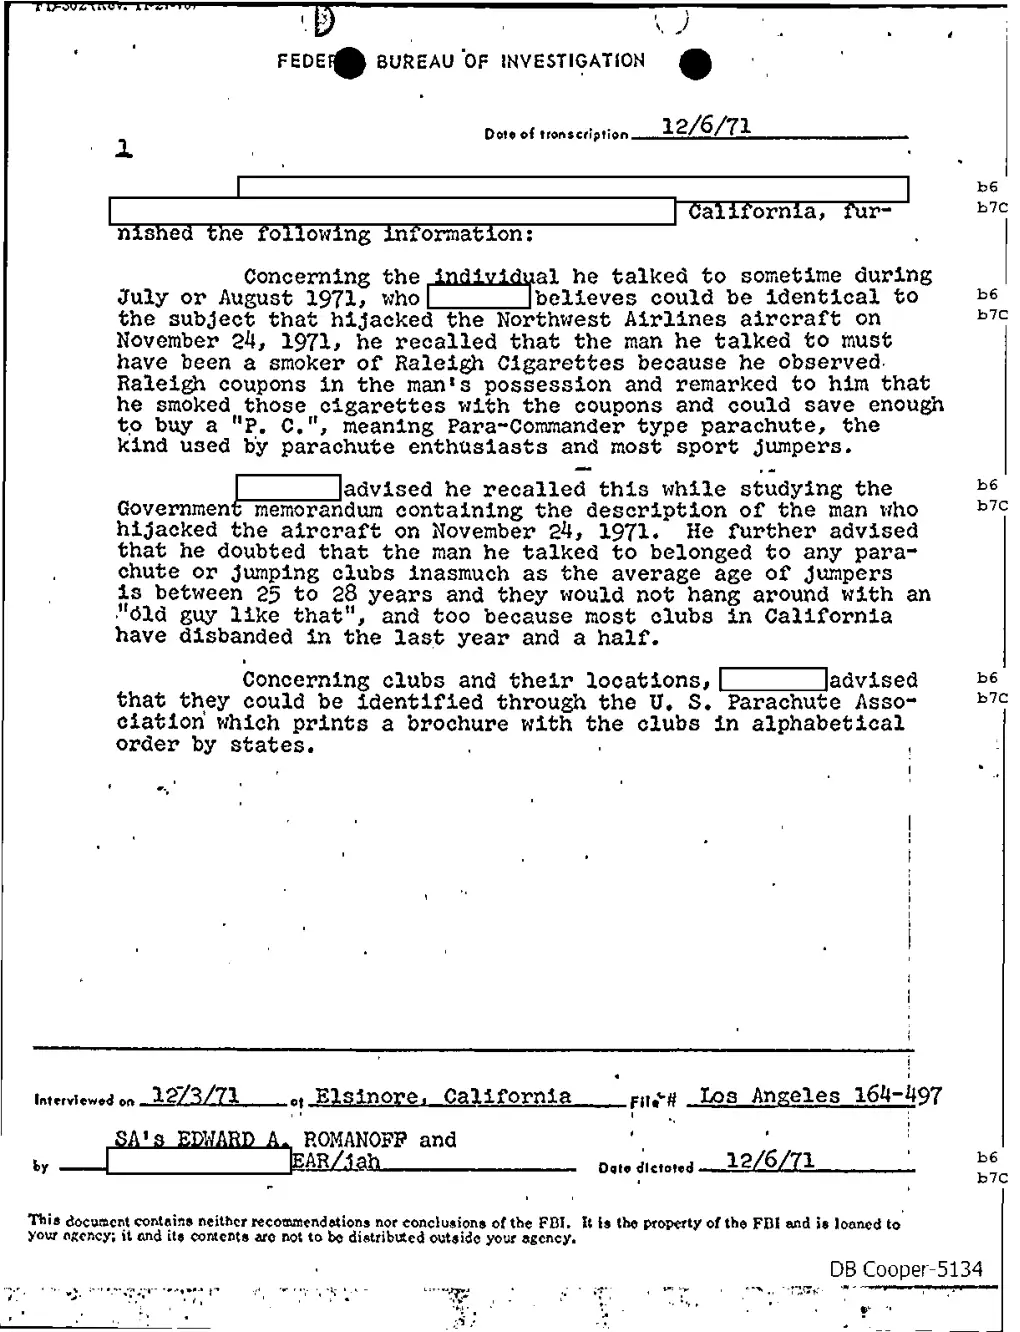 FD-302 (Rev. 11-27-70)
FEDERAL BUREAU OF INVESTIGATION
Date of transcription 12/6/71
1
b6
California, fur- b7C
nished the following information:
Concerning the individual he talked to sometime during
July or August 1971, who believes could be identical to b6
the subject that hijacked the Northwest Airlines aircraft on b7C
November 24, 1971, he recalled that the man he talked to must
have been a smoker of Raleigh Cigarettes because he observed
Raleigh coupons in the man's possession and remarked to him that
he smoked those cigarettes with the coupons and could save enough
to buy a "P. C.", meaning Para-Commander type parachute, the
kind used by parachute enthusiasts and most sport jumpers.
advised he recalled this while studying the b6
Government memorandum containing the description of the man who b7C
hijacked the aircraft on November 24, 1971. He further advised
that he doubted that the man he talked to belonged to any para-
chute or jumping clubs inasmuch as the average age of jumpers
is between 25 to 28 years and they would not hang around with an
"old guy like that", and too because most clubs in California
have disbanded in the last year and a half.
Concerning clubs and their locations, advised b6
that they could be identified through the U. S. Parachute Asso- b7C
ciation which prints a brochure with the clubs in alphabetical
order by states.
Interviewed on 12/3/71 at Elsinore, California File # Los Angeles 164-497
SA's EDWARD A. ROMANOFF and
by EAR/jah Date dictated 12/6/71 b6
b7C
This document contains neither recommendations nor conclusions of the FBI. It is the property of the FBI and is loaned to
your agency; it and its contents are not to be distributed outside your agency.
DB Cooper-5134